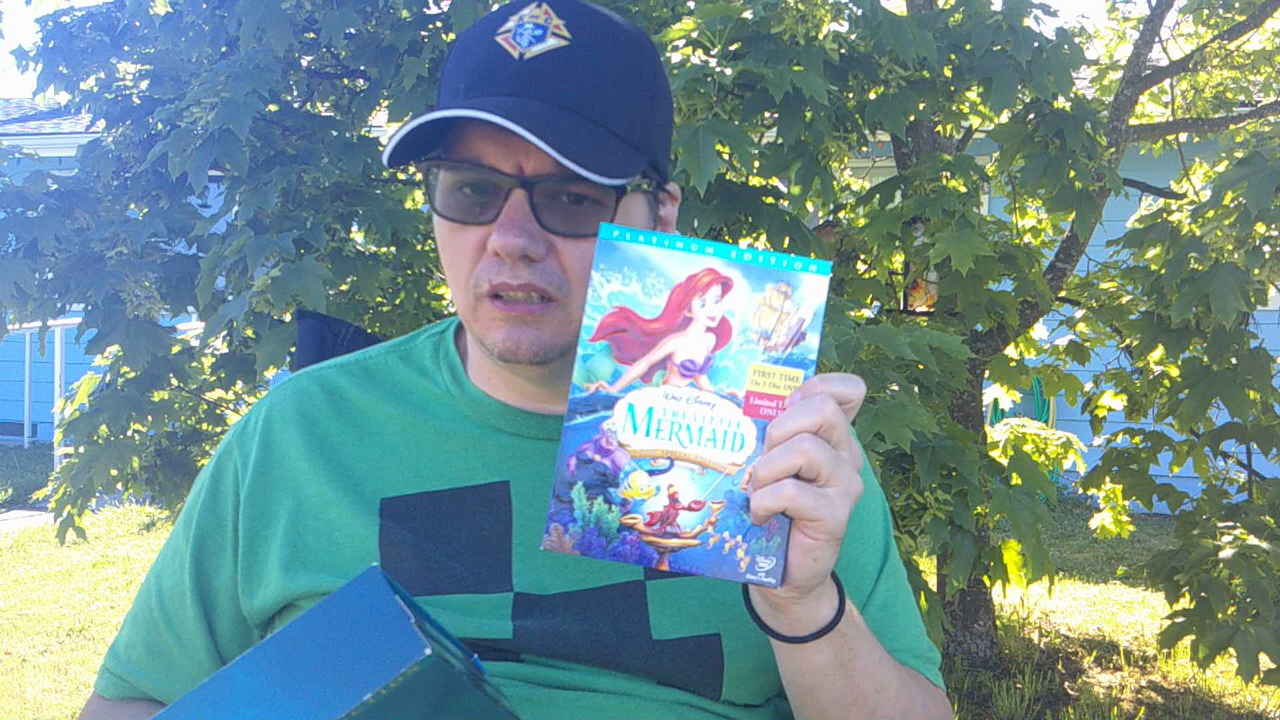 PLATINUM EDITION
FIRST TIME
On 2 Disc DVD
Limited T
ONLY
WALT DISNEY
THE LITTLE
MERMAID